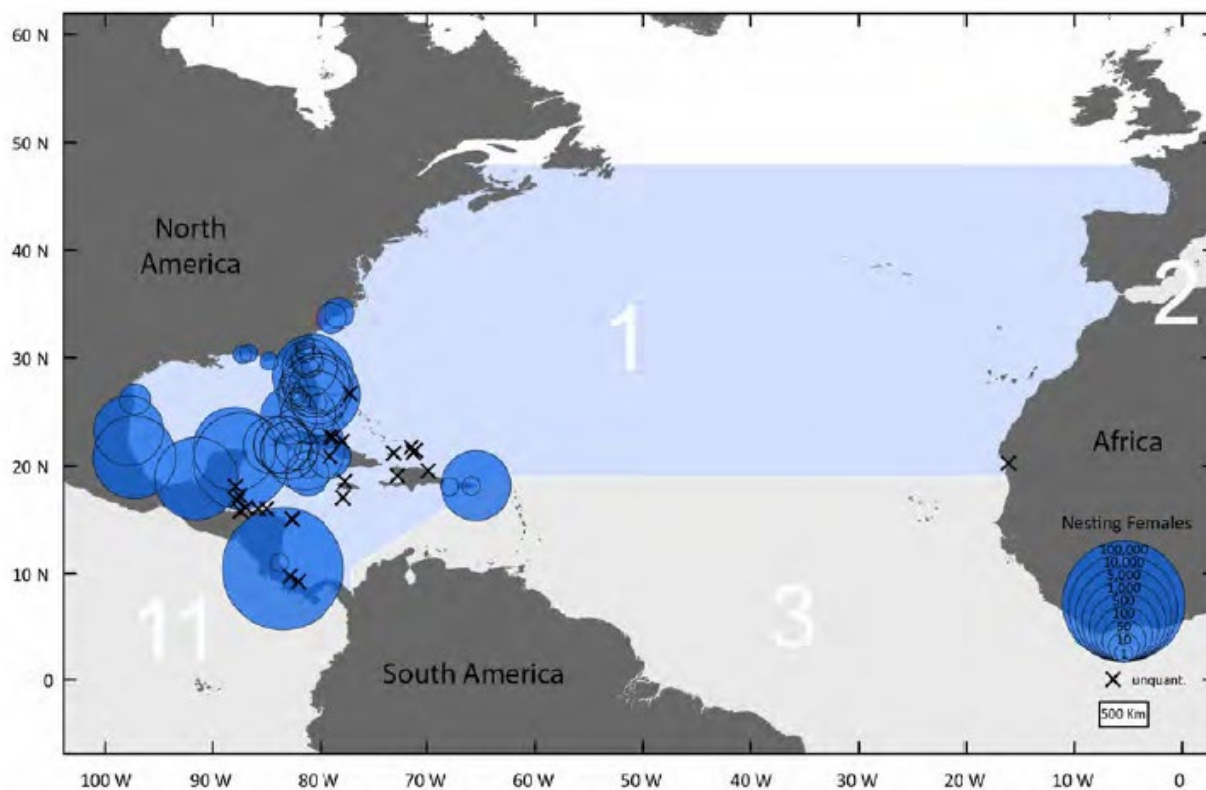 60 N
50 N
40 N
30 N
20 N
10 N
0
North
America
1
2
Africa
Nesting Females
100,000
10,000
5,000
1,000
500
100
50
10
1
11
3
South America
× unquant.
500 Km
100 W 90 W 80 W 70 W 60 W 50 W 40 W 30 W 20 W 10 W 0